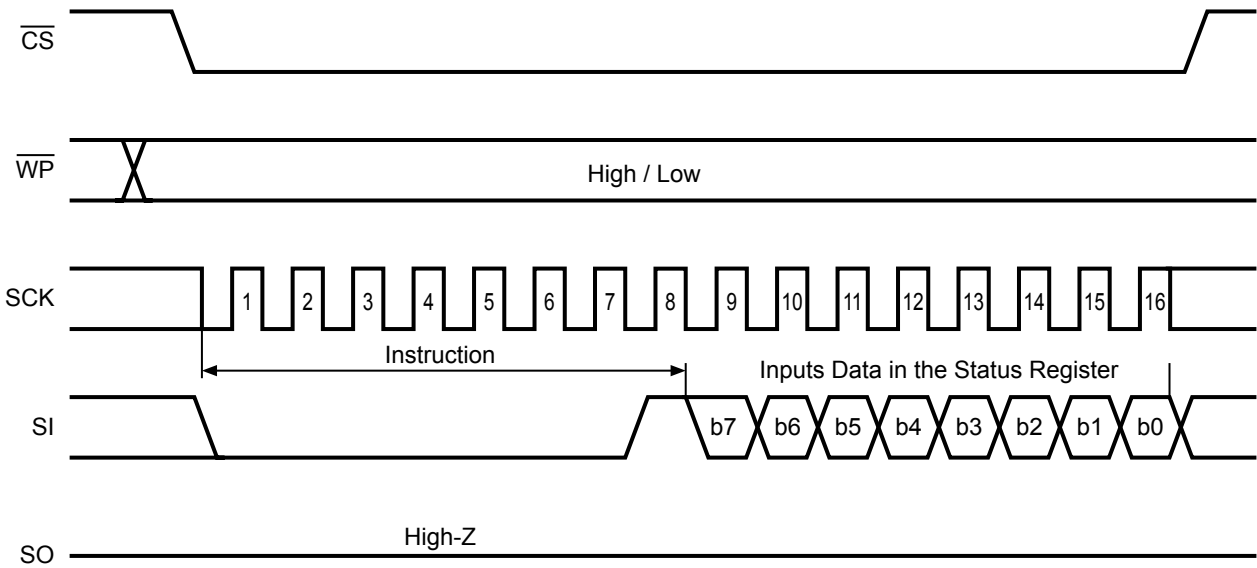 CS
WP
High / Low
SCK
1 2 3 4 5 6 7 8 9 10 11 12 13 14 15 16
Instruction
Inputs Data in the Status Register
SI
b7 b6 b5 b4 b3 b2 b1 b0
High-Z
SO